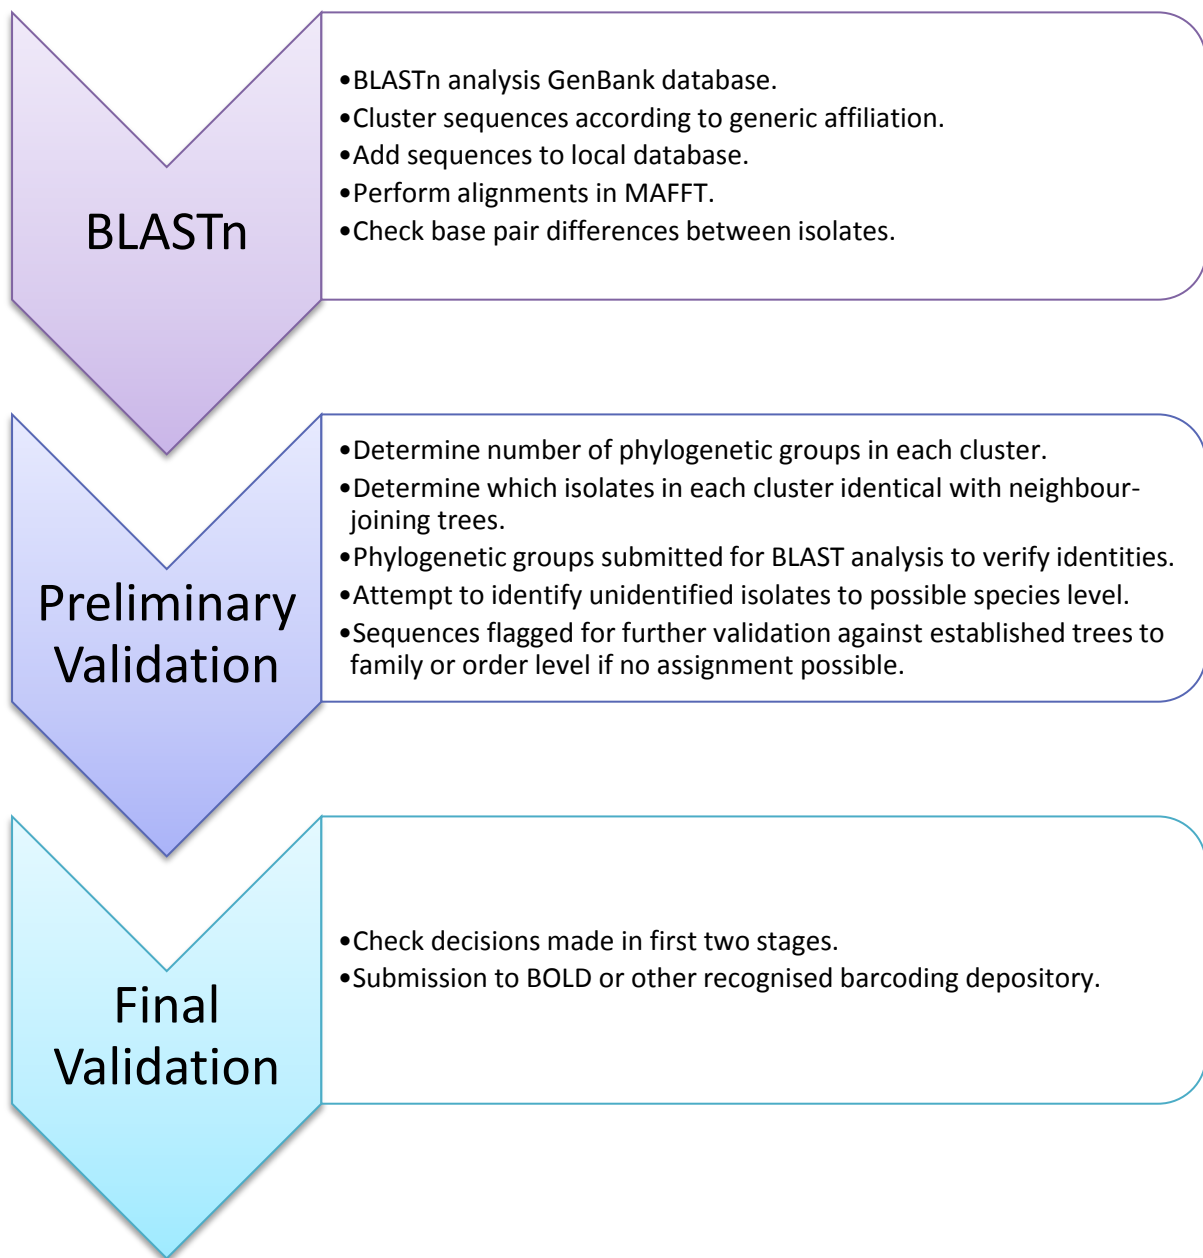 BLASTn
•BLASTn analysis GenBank database.
•Cluster sequences according to generic affiliation.
•Add sequences to local database.
•Perform alignments in MAFFT.
•Check base pair differences between isolates.
Preliminary
Validation
•Determine number of phylogenetic groups in each cluster.
•Determine which isolates in each cluster identical with neighbour-
joining trees.
•Phylogenetic groups submitted for BLAST analysis to verify identities.
•Attempt to identify unidentified isolates to possible species level.
•Sequences flagged for further validation against established trees to
family or order level if no assignment possible.
Final
Validation
•Check decisions made in first two stages.
•Submission to BOLD or other recognised barcoding depository.